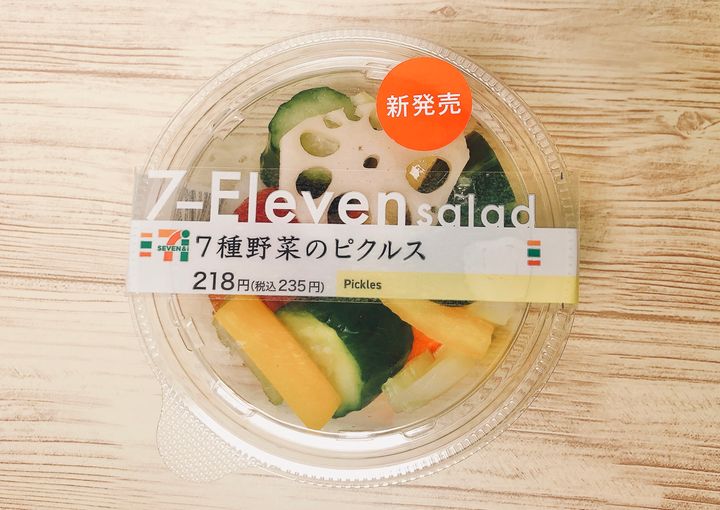 新発売
7-Eleven salad
SEVEN & i
7種野菜のピクルス
218円(税込235円)
Pickles